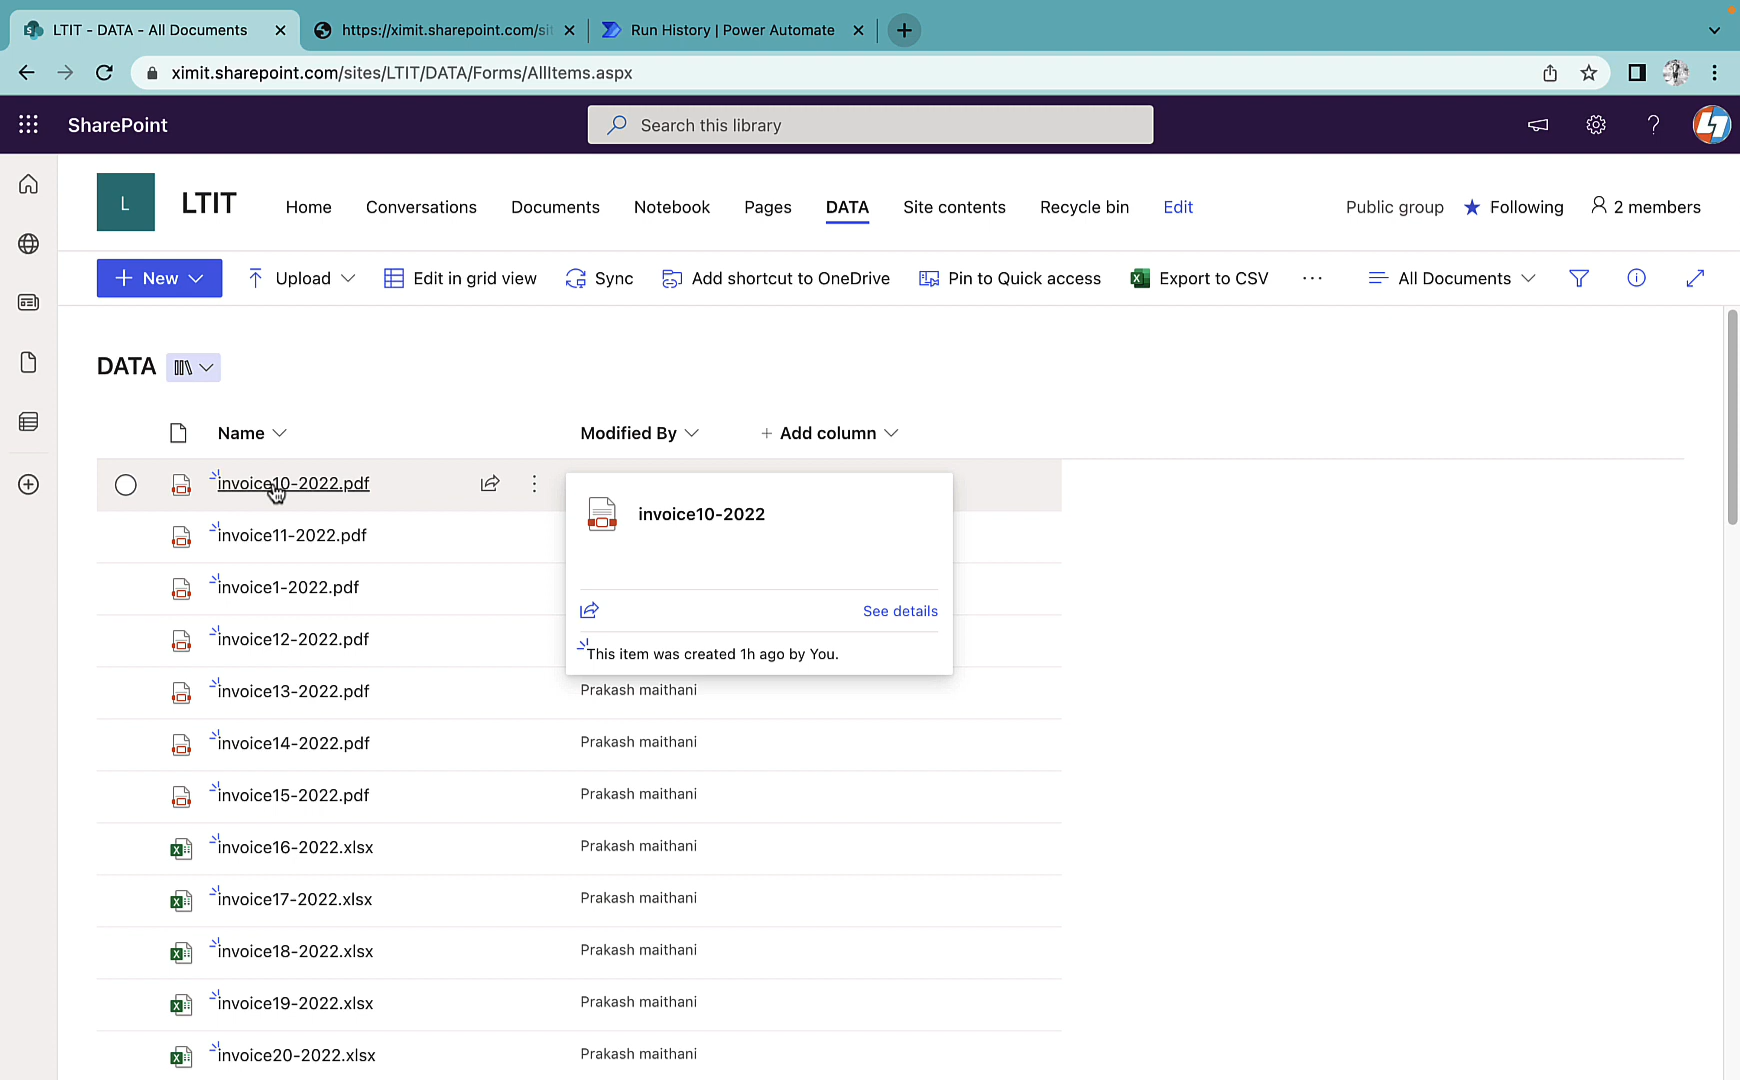 LTIT - DATA - All Documents
https://ximit.sharepoint.com/sit
Run History | Power Automate
ximit.sharepoint.com/sites/LTIT/DATA/Forms/AllItems.aspx
SharePoint
Search this library
L
LTIT
Home
Conversations
Documents
Notebook
Pages
DATA
Site contents
Recycle bin
Edit
Public group
Following
2 members
New
Upload
Edit in grid view
Sync
Add shortcut to OneDrive
Pin to Quick access
Export to CSV
All Documents
DATA
Name
Modified By
+ Add column
invoice10-2022.pdf
invoice10-2022
invoice11-2022.pdf
invoice1-2022.pdf
See details
invoice12-2022.pdf
This item was created 1h ago by You.
invoice13-2022.pdf
Prakash maithani
invoice14-2022.pdf
Prakash maithani
invoice15-2022.pdf
Prakash maithani
invoice16-2022.xlsx
Prakash maithani
invoice17-2022.xlsx
Prakash maithani
invoice18-2022.xlsx
Prakash maithani
invoice19-2022.xlsx
Prakash maithani
invoice20-2022.xlsx
Prakash maithani